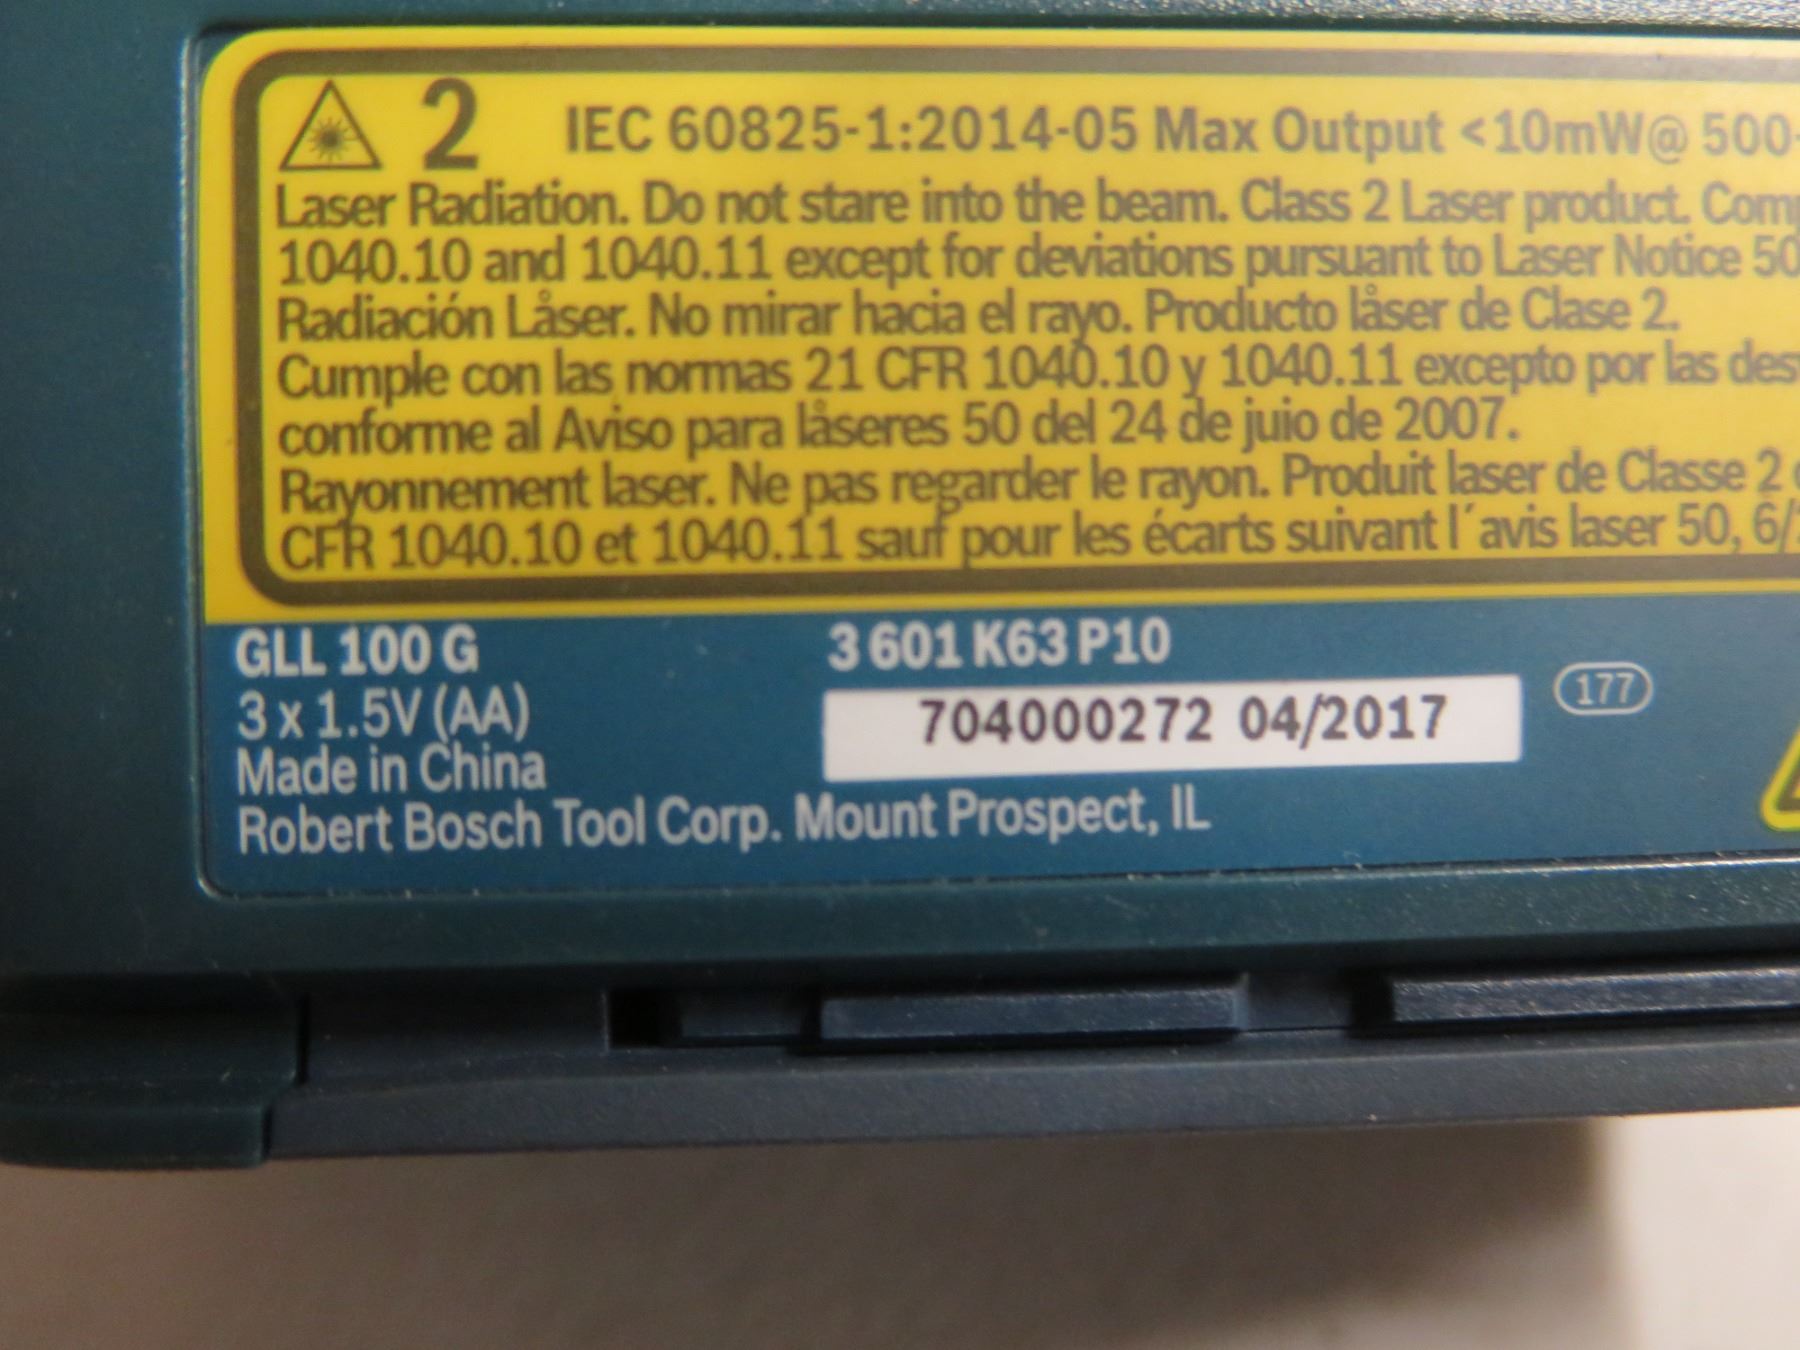 2 IEC 60825-1:2014-05 Max Output <10mW@ 500-
Laser Radiation. Do not stare into the beam. Class 2 Laser product. Com
1040.10 and 1040.11 except for deviations pursuant to Laser Notice 50
Radiación Låser. No mirar hacia el rayo. Producto låser de Clase 2.
Cumple con las normas 21 CFR 1040.10 y 1040.11 excepto por las des
conforme al Aviso para låseres 50 del 24 de juio de 2007.
Rayonnement laser. Ne pas regarder le rayon. Produit laser de Classe 2
CFR 1040.10 et 1040.11 sauf pour les écarts suivant l´avis laser 50, 6/
GLL 100 G 3 601 K63 P10
3 x 1.5V (AA) 704000272 04/2017 177
Made in China
Robert Bosch Tool Corp. Mount Prospect, IL